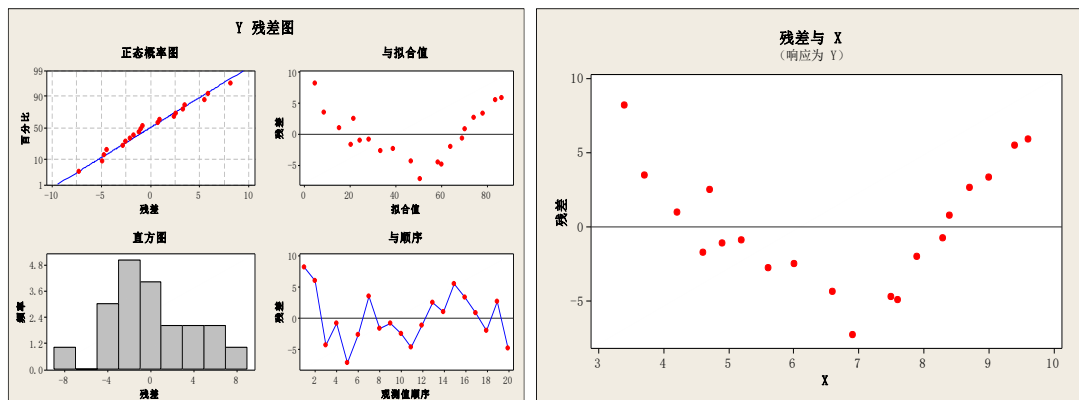 Y 残差图
正态概率图
99
90
50
10
1
百分比
-10 -5 0 5 10
残差
与拟合值
10
5
0
-5
残差
0 20 40 60 80
拟合值
直方图
4.8
3.6
2.4
1.2
0.0
频率
-8 -4 0 4 8
残差
与顺序
10
5
0
-5
残差
2 4 6 8 10 12 14 16 18 20
观测值顺序
残差与 X
(响应为 Y)
10
5
0
-5
残差
3 4 5 6 7 8 9 10
X